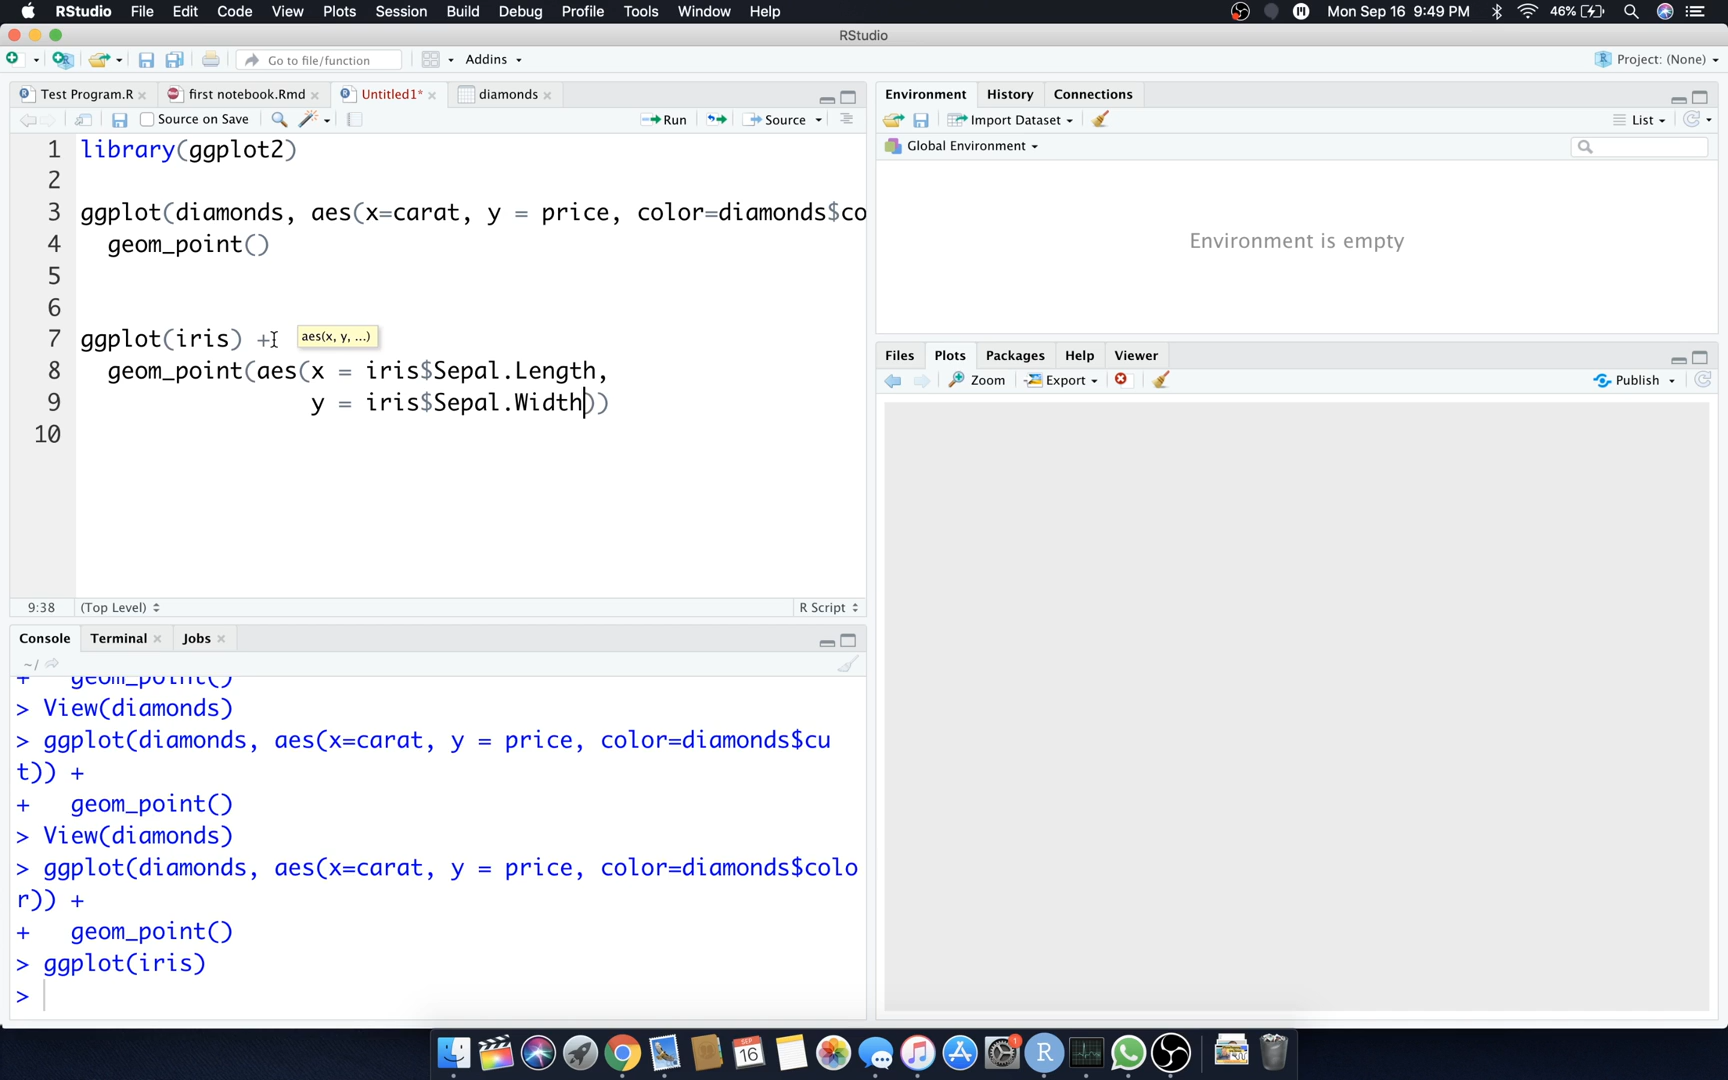 RStudio File Edit Code View Plots Session Build Debug Profile Tools Window Help Mon Sep 16 9:49 PM 46%
RStudio
Go to file/function Addins Project: (None)
Test Program.R first notebook.Rmd Untitled1* diamonds
Source on Save Run Source
1 library(ggplot2)
2
3 ggplot(diamonds, aes(x=carat, y = price, color=diamonds$co
4 geom_point()
5
6
7 ggplot(iris) +
aes(x, y, ...)
8 geom_point(aes(x = iris$Sepal.Length,
9 y = iris$Sepal.Width))
10
9:38 (Top Level) R Script
Console Terminal Jobs
~/
+ geom_point()
> View(diamonds)
> ggplot(diamonds, aes(x=carat, y = price, color=diamonds$cu
t)) +
+ geom_point()
> View(diamonds)
> ggplot(diamonds, aes(x=carat, y = price, color=diamonds$colo
r)) +
+ geom_point()
> ggplot(iris)
>
Environment History Connections
Import Dataset List
Global Environment
Environment is empty
Files Plots Packages Help Viewer
Zoom Export Publish
SEP
16
1
R